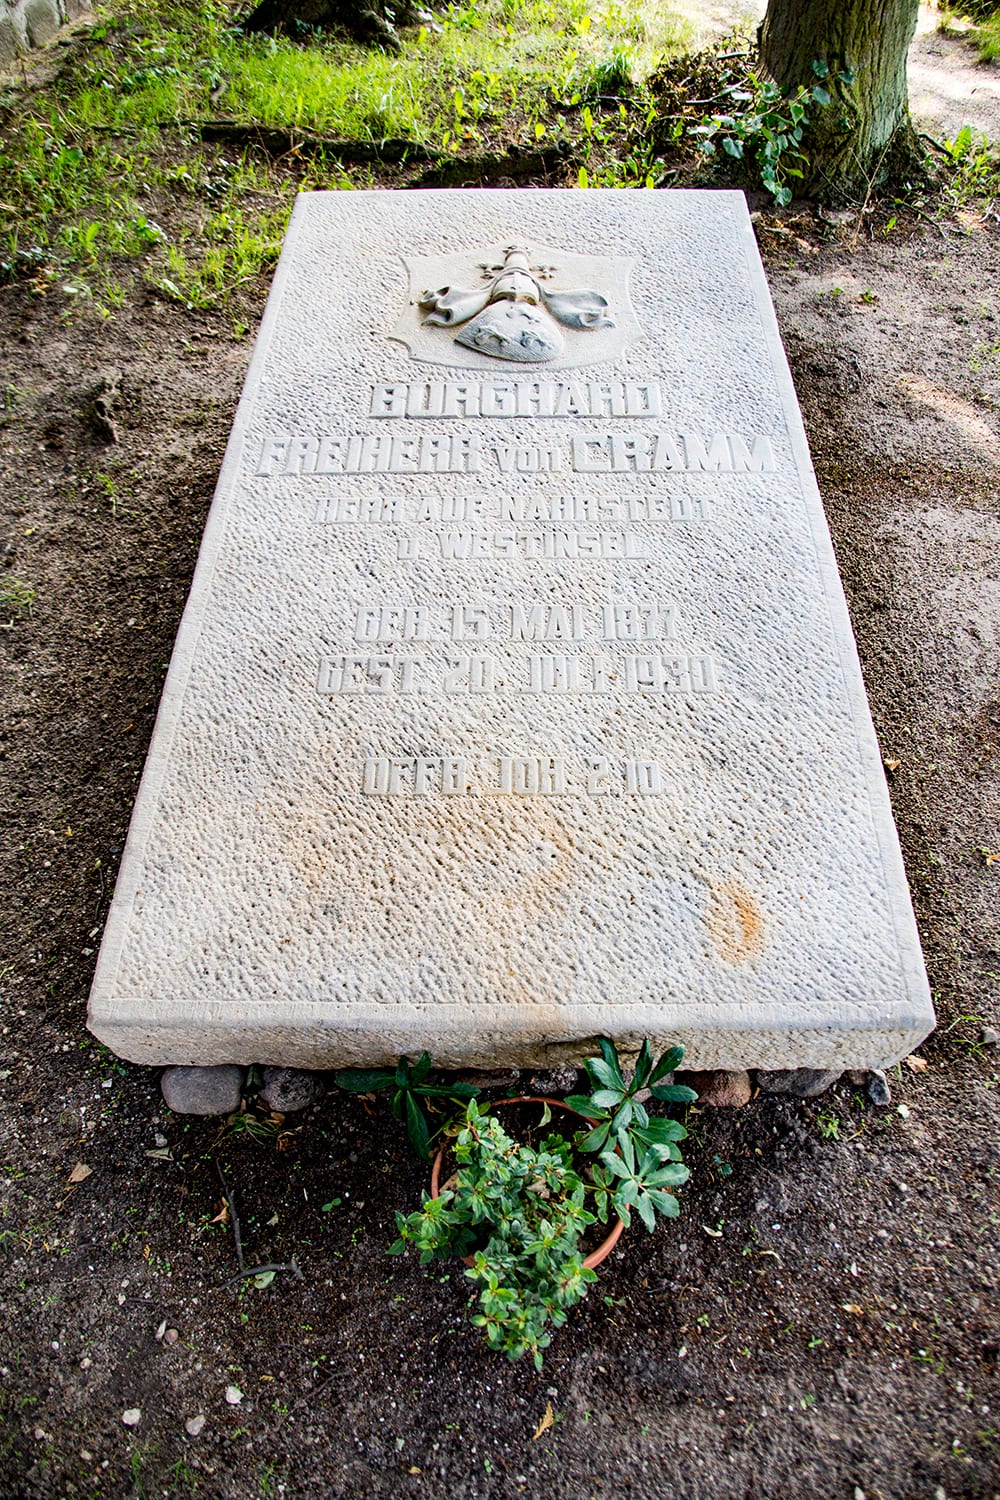 BURGHARD
FREIHERR von CRAMM
HERR AUF NAHRSTEDT
U. WESTINSEL
GEB. 15. MAI 1877
GEST. 20. JULI 1930
OFFB. JOH. 2.10